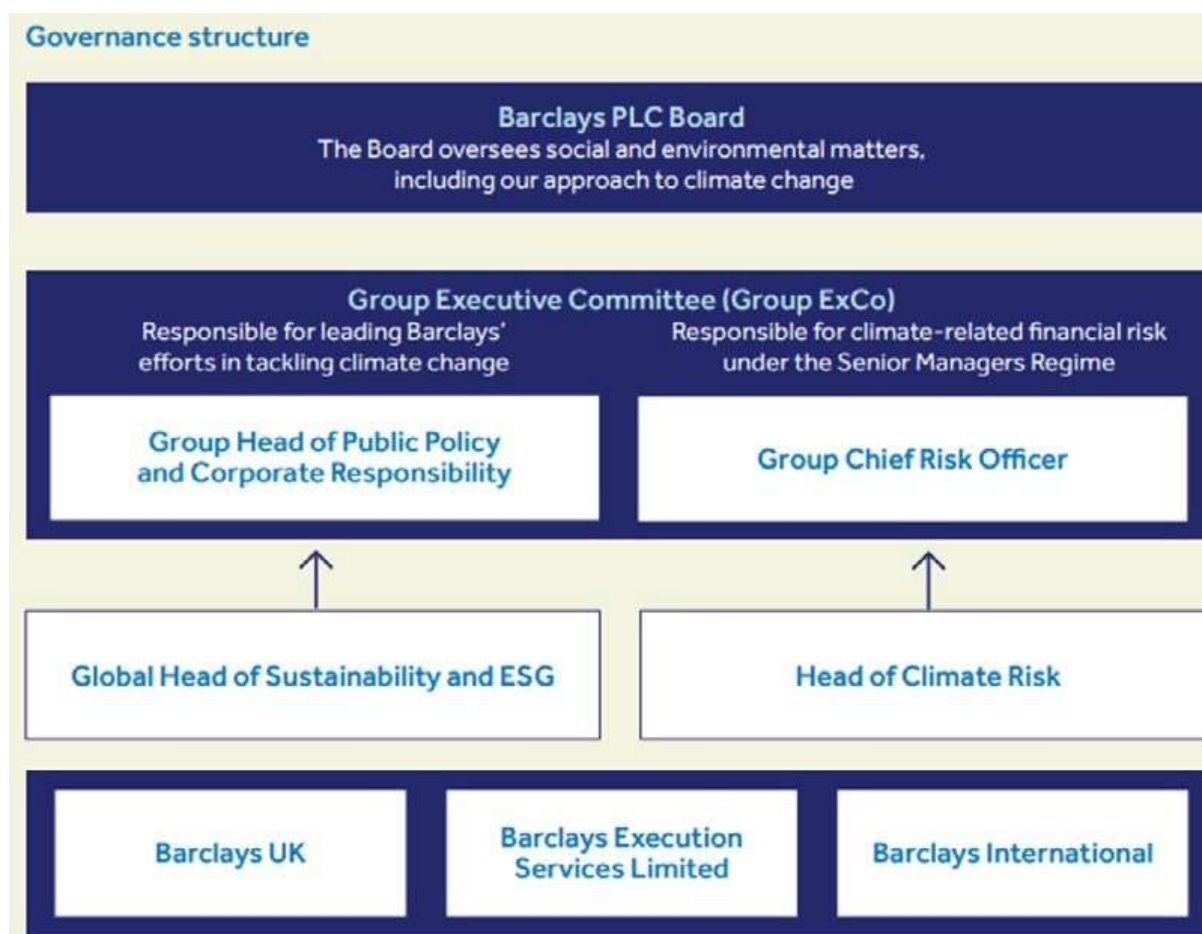 Governance structure
Barclays PLC Board
The Board oversees social and environmental matters,
including our approach to climate change
Group Executive Committee (Group ExCo)
Responsible for leading Barclays'
efforts in tackling climate change
Responsible for climate-related financial risk
under the Senior Managers Regime
Group Head of Public Policy
and Corporate Responsibility
Group Chief Risk Officer
Global Head of Sustainability and ESG
Head of Climate Risk
Barclays UK
Barclays Execution
Services Limited
Barclays International